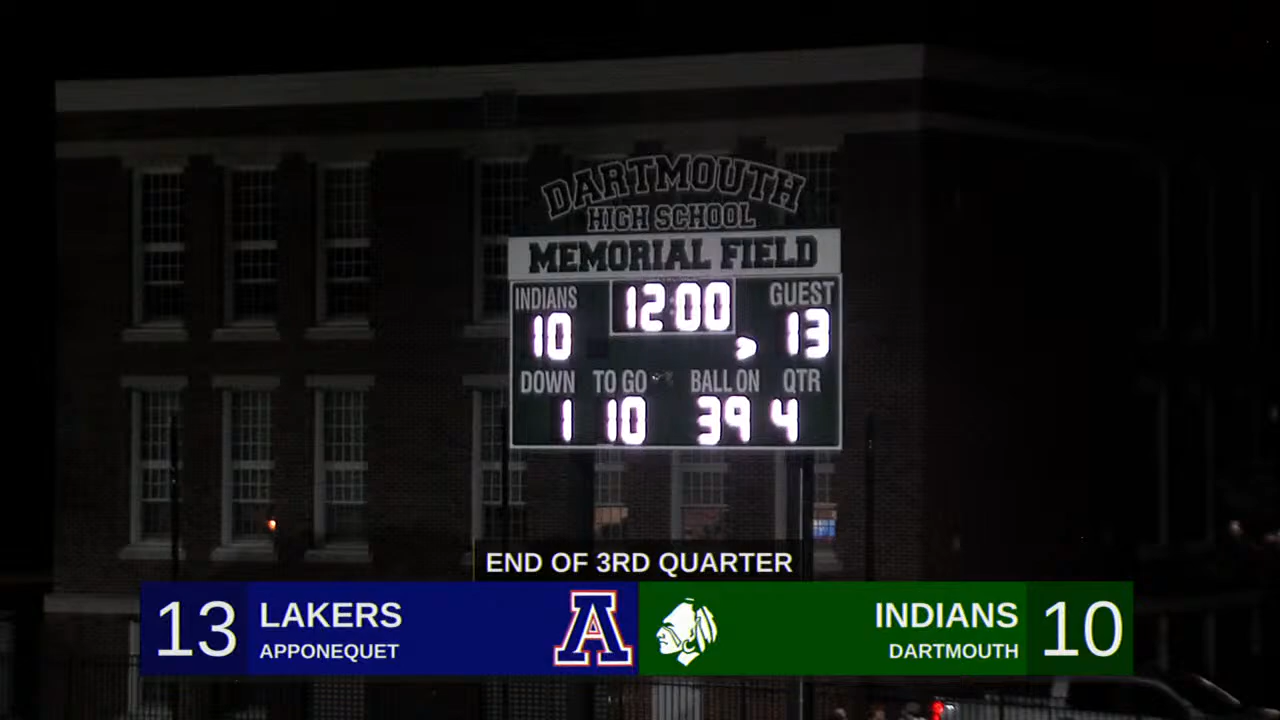 DARTMOUTH
HIGH SCHOOL
MEMORIAL FIELD
INDIANS 12:00 GUEST
10 13
DOWN TO GO BALL ON QTR
1 10 39 4
END OF 3RD QUARTER
13 LAKERS A INDIANS 10
APPONEQUET DARTMOUTH